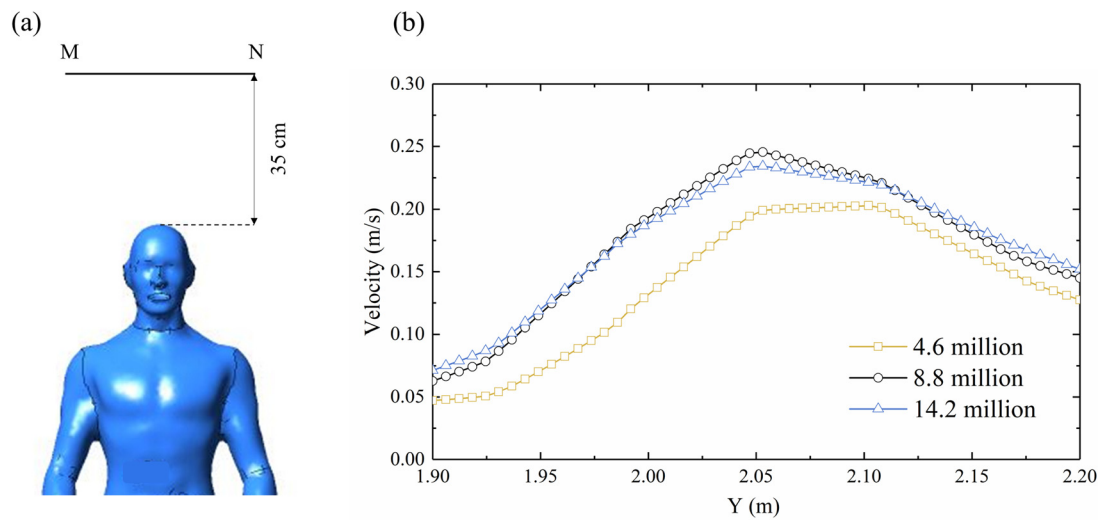 (a)
M N
35 cm
(b)
Velocity (m/s)
0.30
0.25
0.20
0.15
0.10
0.05
0.00
1.90 1.95 2.00 2.05 2.10 2.15 2.20
Y (m)
4.6 million
8.8 million
14.2 million